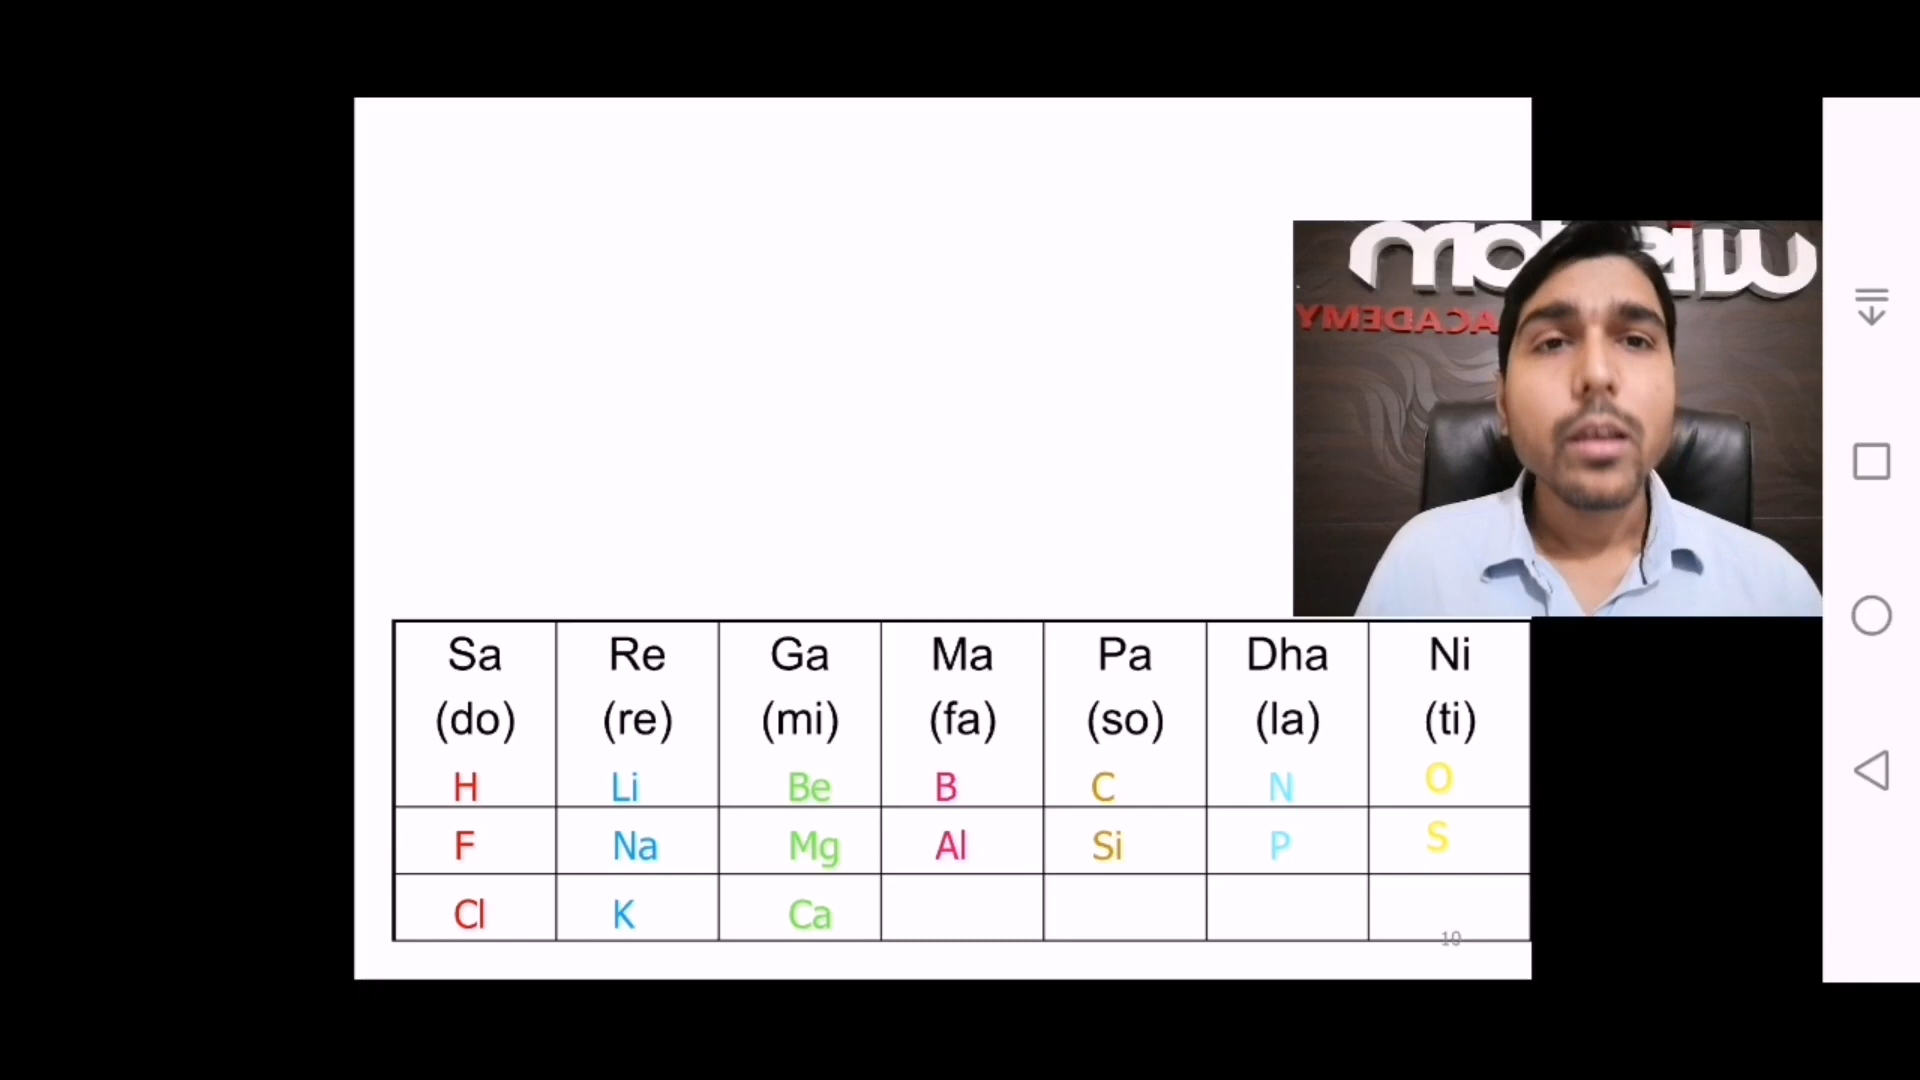 ACADEMY
Sa Re Ga Ma Pa Dha Ni
(do) (re) (mi) (fa) (so) (la) (ti)
H Li Be B C N O
F Na Mg Al Si P S
Cl K Ca
10